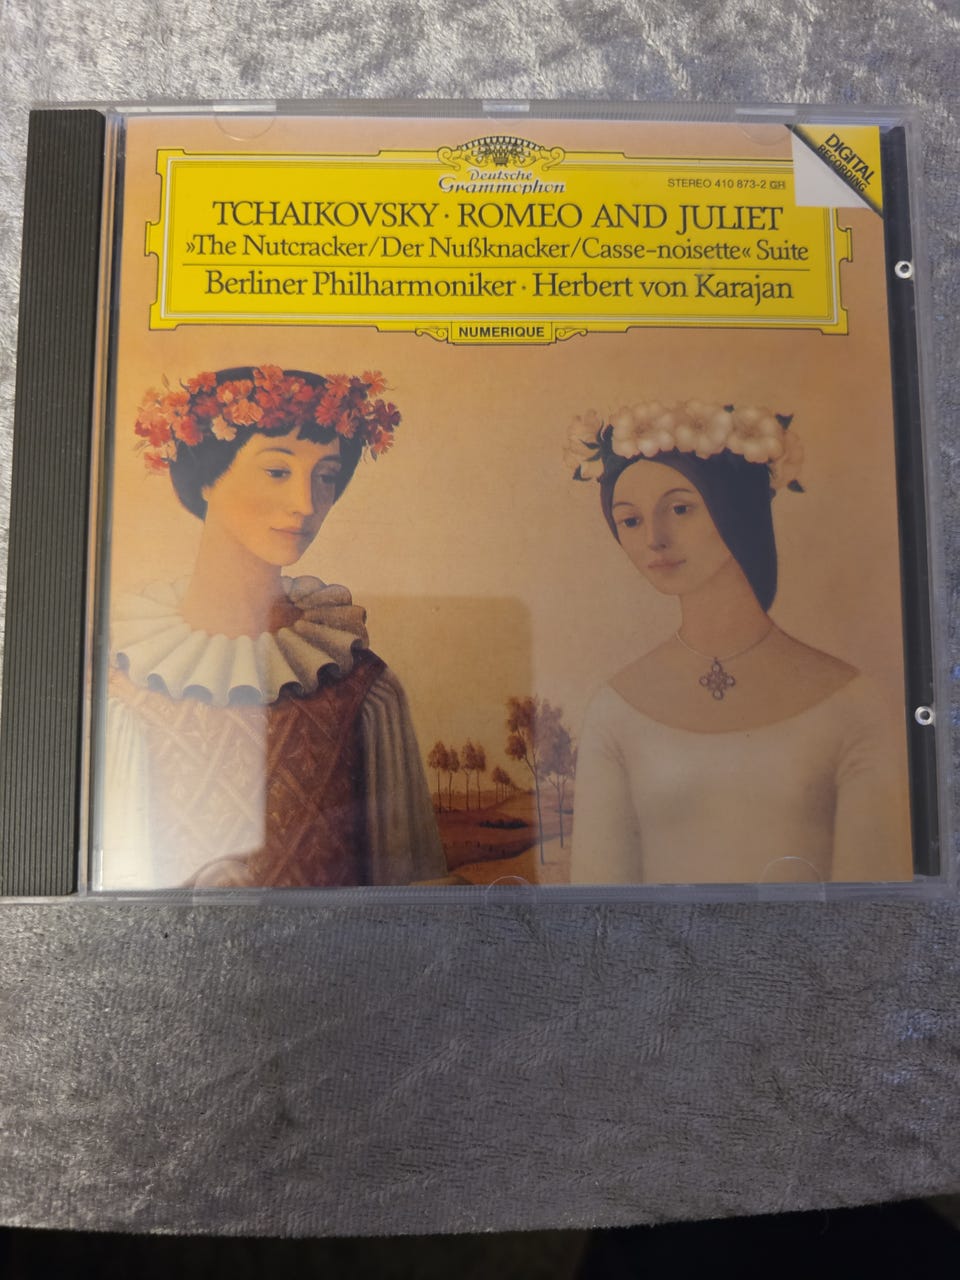 Deutsche
Grammophon
STEREO 410 873-2 GH
DIGITAL
RECORDING
TCHAIKOVSKY · ROMEO AND JULIET
»The Nutcracker/Der Nußknacker/Casse-noisette« Suite
Berliner Philharmoniker · Herbert von Karajan
NUMERIQUE